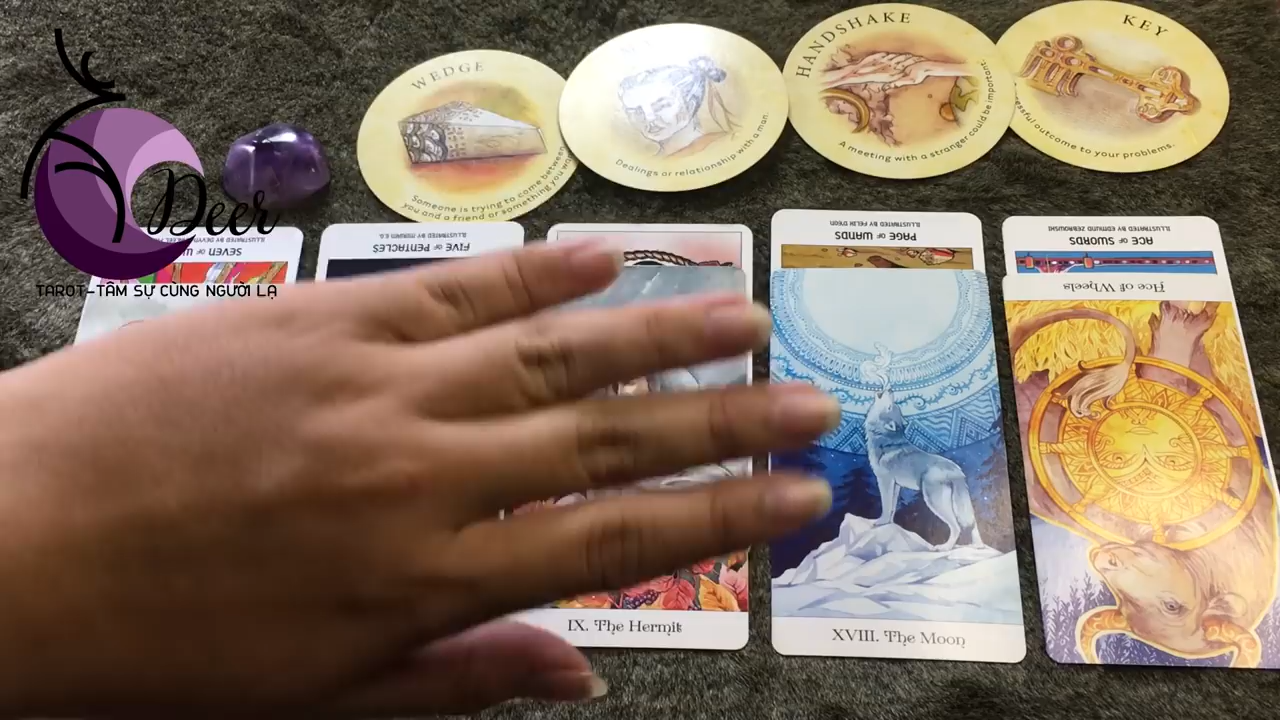 WEDGE
Someone is trying to come between
you and a friend or something you
Dealings or relationship with a man.
HANDSHAKE
A meeting with a stranger could be important.
KEY
outcome to your problems.
Deer
TAROT-TÂM SỰ CÙNG NGƯỜI LẠ
SEVEN OF
FIVE OF PENTACLES
ILLUSTRATED BY
PAGE OF WANDS
ILLUSTRATED BY
ACE OF SWORDS
ILLUSTRATED BY EDMUND ZEBROWSKI
Ace of Wheels
IX. The Hermit
XVIII. The Moon